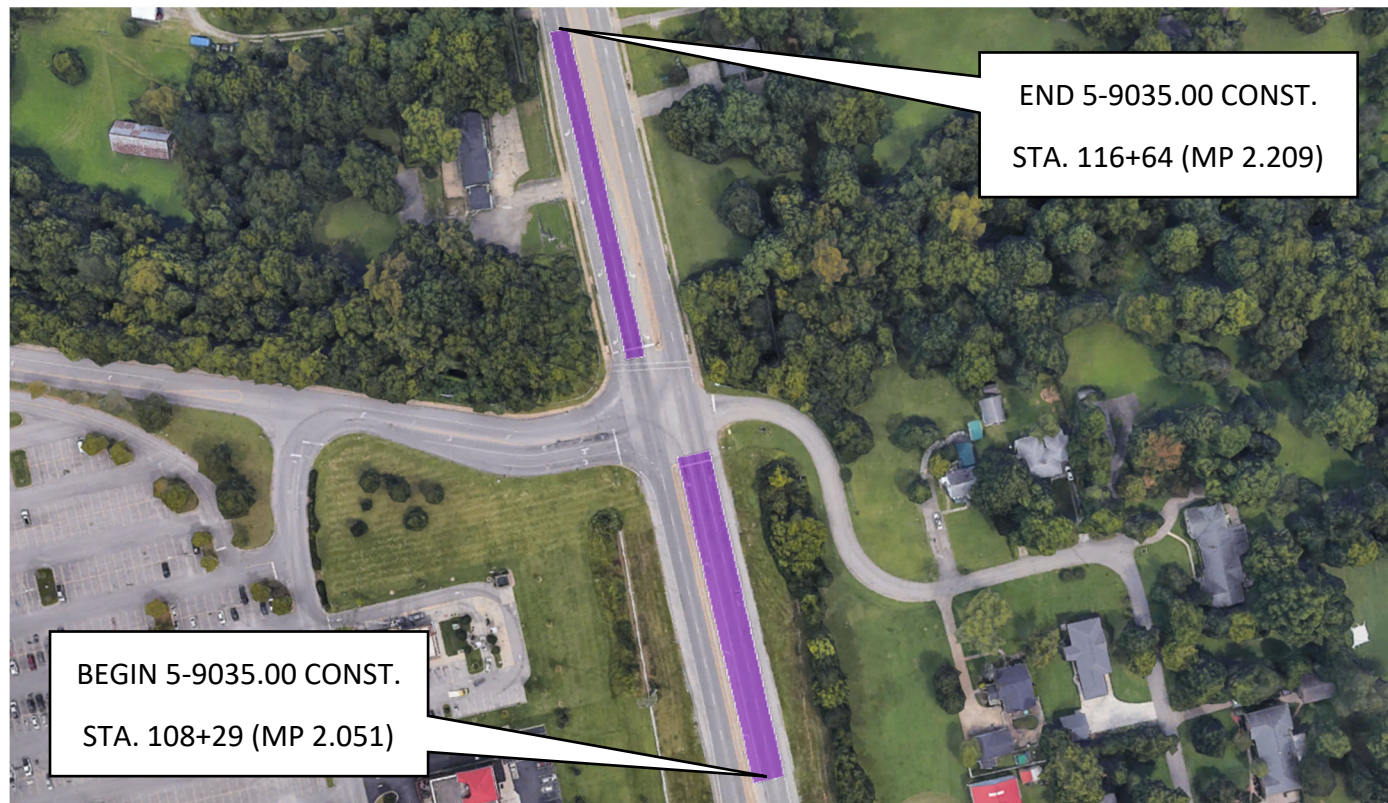 END 5-9035.00 CONST.
STA. 116+64 (MP 2.209)
BEGIN 5-9035.00 CONST.
STA. 108+29 (MP 2.051)